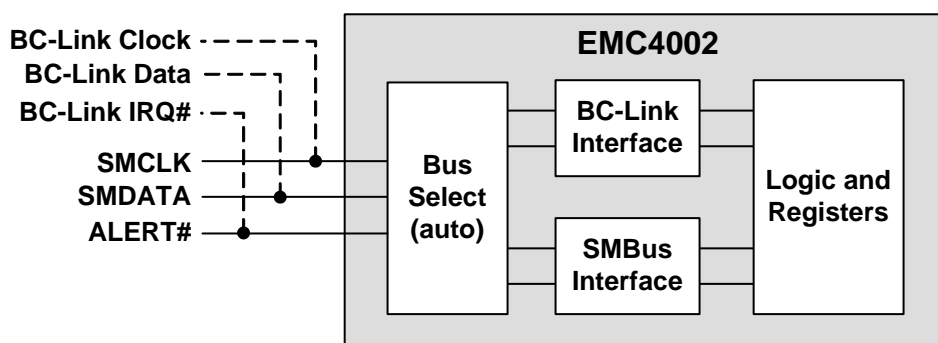 BC-Link Clock
BC-Link Data
BC-Link IRQ#
SMCLK
SMDATA
ALERT#
EMC4002
Bus
Select
(auto)
BC-Link
Interface
SMBus
Interface
Logic and
Registers